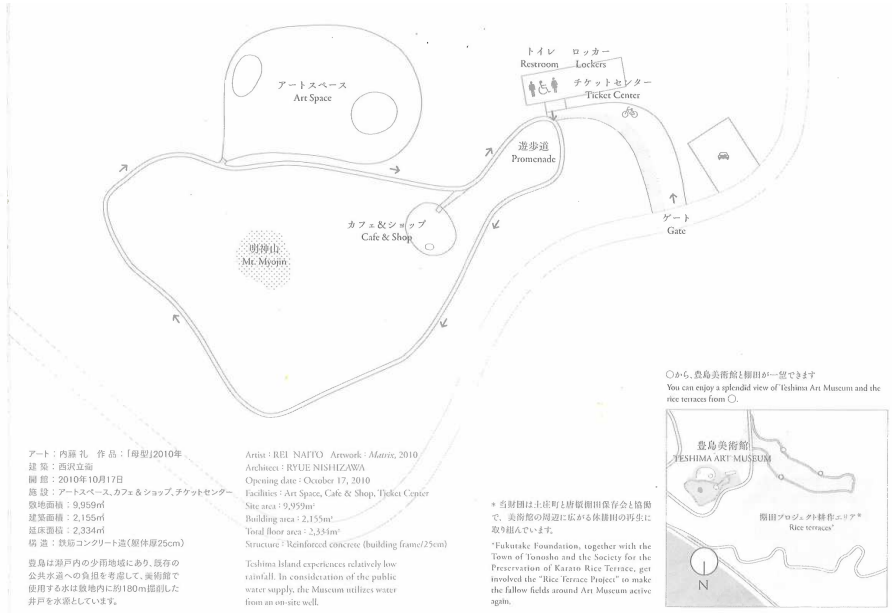 トイレ ロッカー
Restroom Lockers
チケットセンター
Ticket Center
アートスペース
Art Space
遊歩道
Promenade
カフェ&ショップ
Cafe & Shop
ゲート
Gate
明神山
Mt. Myojin
○から、豊島美術館と棚田が一望できます
You can enjoy a splendid view of Teshima Art Museum and the
rice terraces from ○.
豊島美術館
TESHIMA ART MUSEUM
棚田プロジェクト耕作エリア*
Rice terraces*
N
アート:内藤 礼 作 品:「母型」2010年
建 築:西沢立衛
開 館:2010年10月17日
施 設:アートスペース、カフェ&ショップ、チケットセンター
敷地面積:9,959㎡
建築面積:2,155㎡
延床面積:2,334㎡
構 造:鉄筋コンクリート造(躯体厚25cm)
豊島は瀬戸内の少雨地域にあり、既存の
公共水道への負担を考慮して、美術館で
使用する水は敷地内に約180m掘削した
井戸を水源としています。
Artist : REI NAITO Artwork : Matrix, 2010
Architect : RYUE NISHIZAWA
Opening date : October 17, 2010
Facilities : Art Space, Cafe & Shop, Ticket Center
Site area : 9,959㎡
Building area : 2,155㎡
Total floor area : 2,334㎡
Structure : Reinforced concrete (building frame/25cm)
Teshima Island experiences relatively low
rainfall. In consideration of the public
water supply, the Museum utilizes water
from an on-site well.
* 当財団は土庄町と唐櫃棚田保存会と協働
で、美術館の周辺に広がる休耕田の再生に
取り組んでいます。
*Fukutake Foundation, together with the
Town of Tonosho and the Society for the
Preservation of Karato Rice Terrace, get
involved the "Rice Terrace Project" to make
the fallow fields around Art Museum active
again.